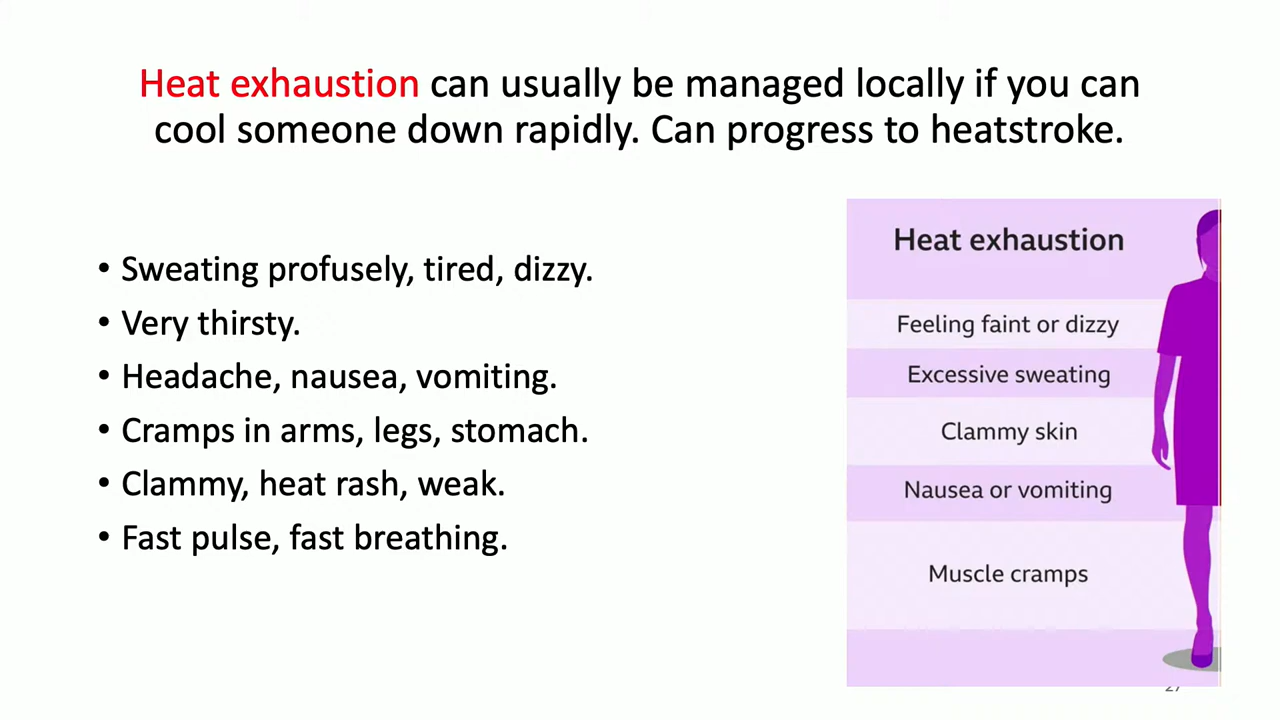 Heat exhaustion can usually be managed locally if you can
cool someone down rapidly. Can progress to heatstroke.
• Sweating profusely, tired, dizzy.
• Very thirsty.
• Headache, nausea, vomiting.
• Cramps in arms, legs, stomach.
• Clammy, heat rash, weak.
• Fast pulse, fast breathing.
Heat exhaustion
Feeling faint or dizzy
Excessive sweating
Clammy skin
Nausea or vomiting
Muscle cramps
27